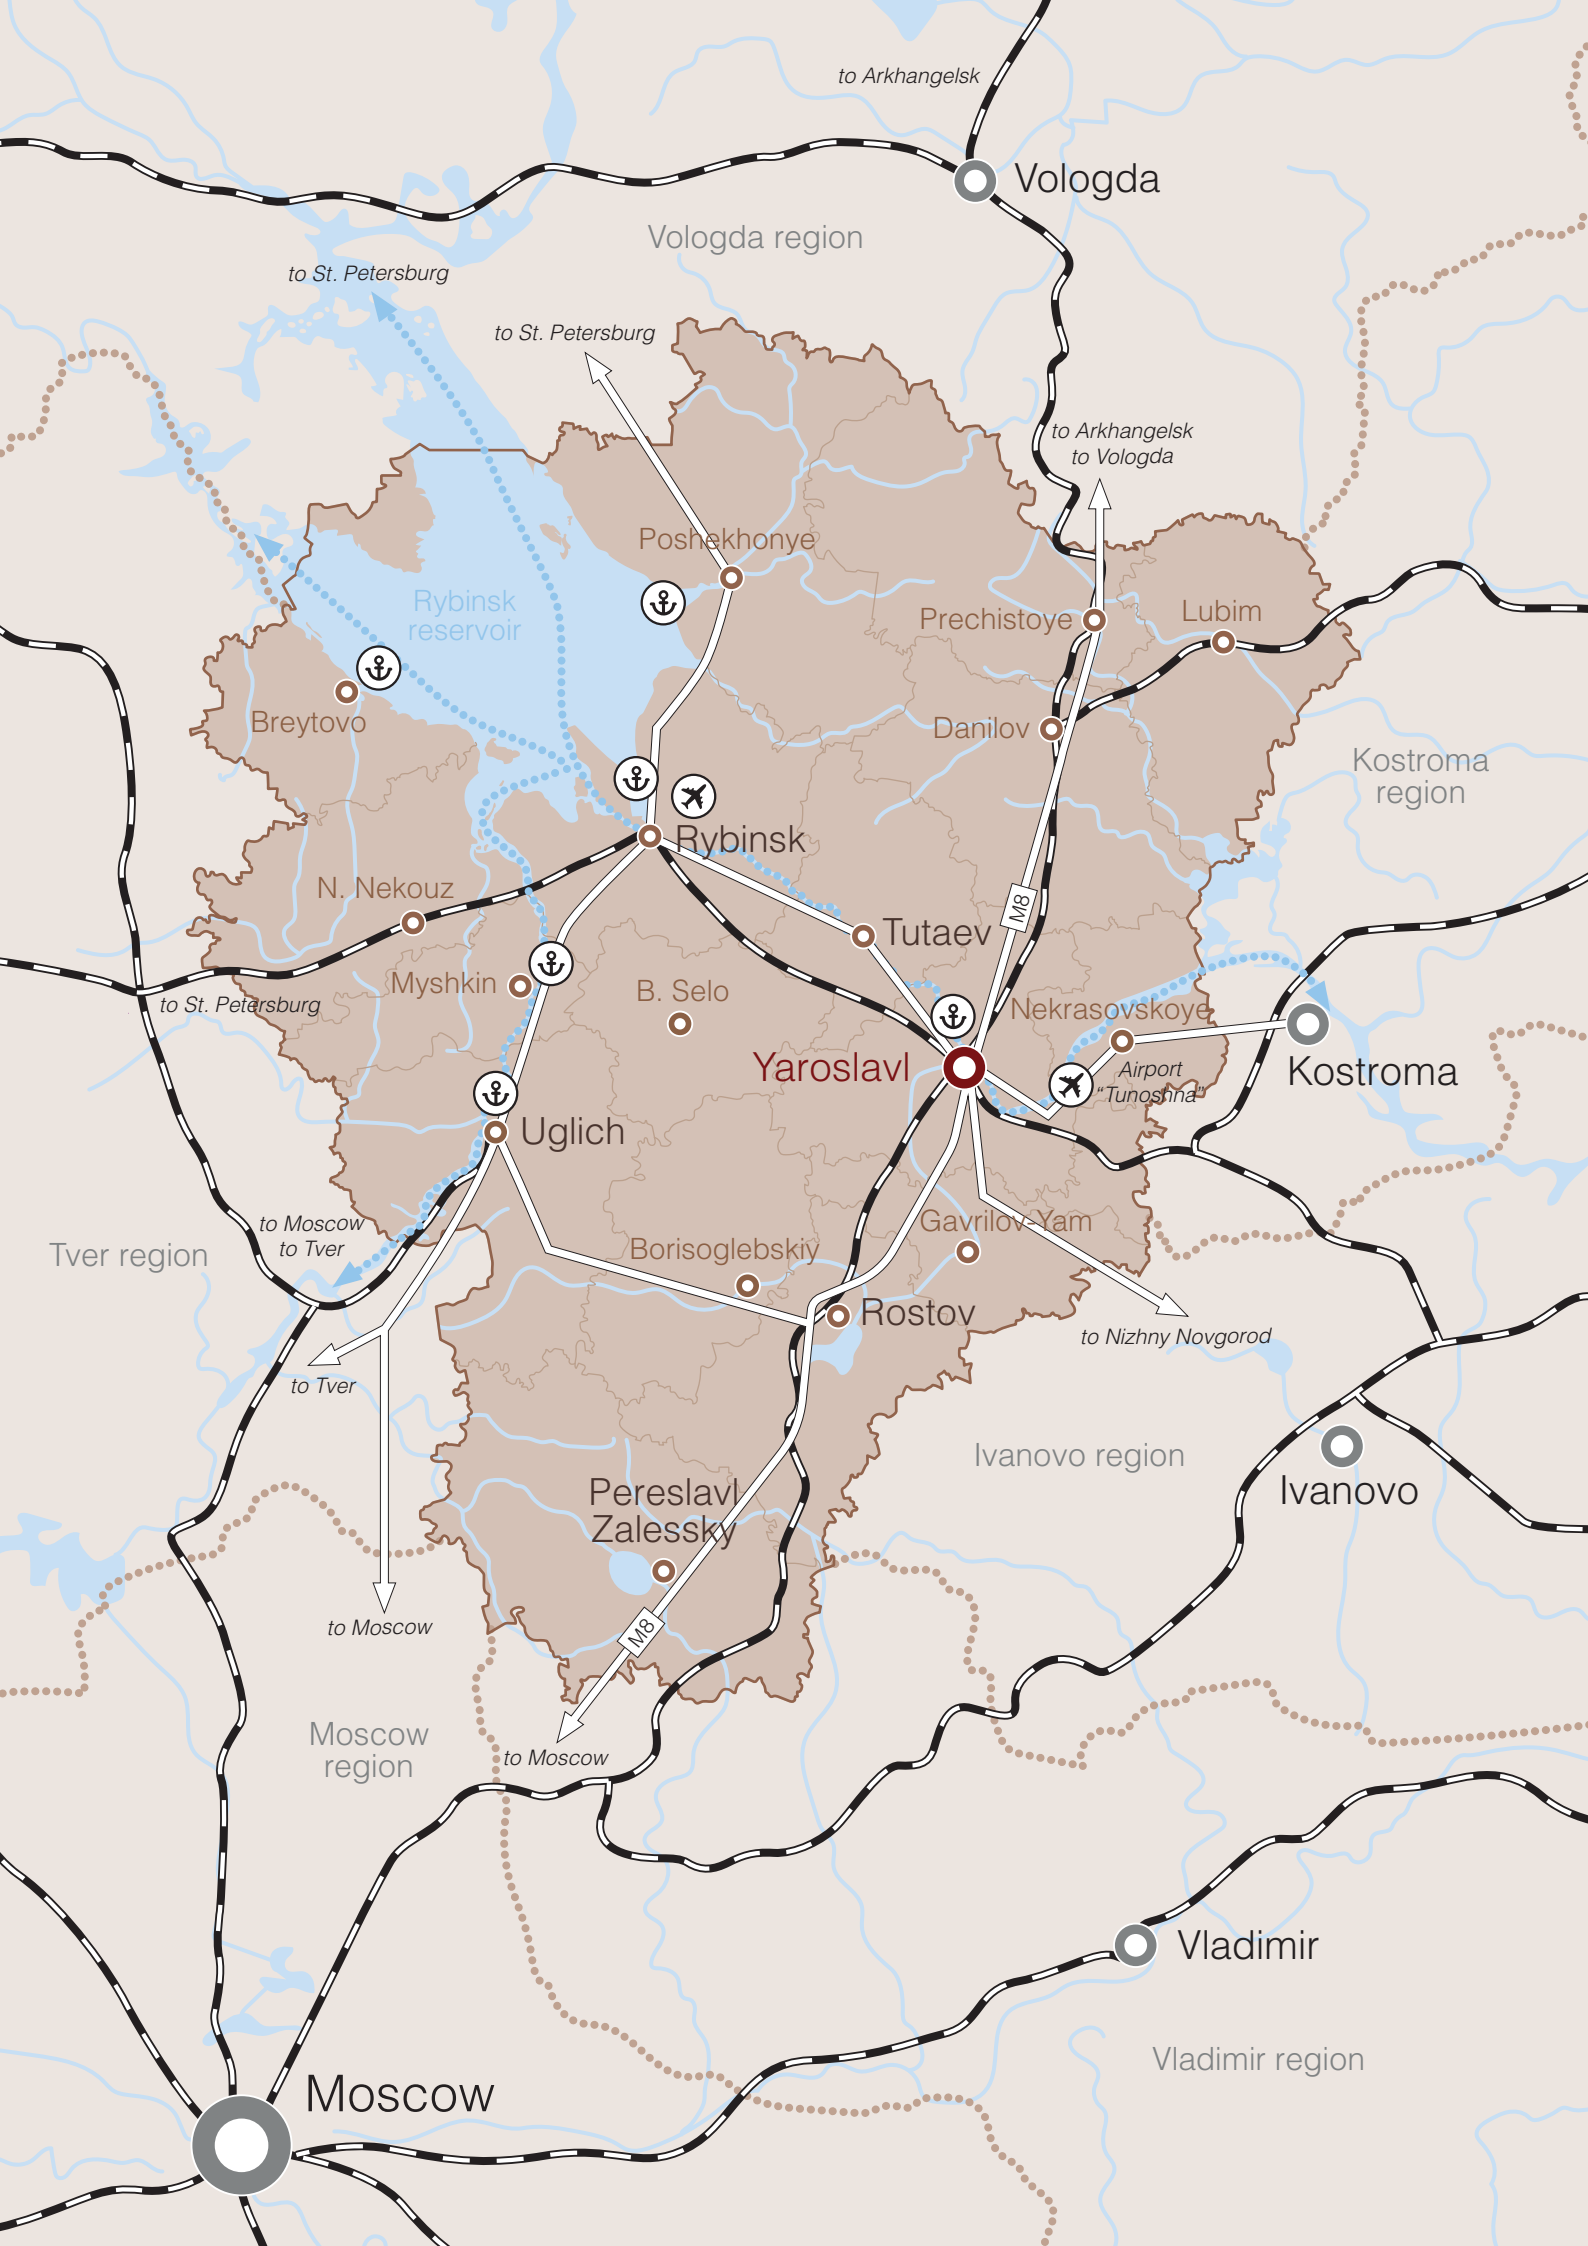 to Arkhangelsk
Vologda
Vologda region
to St. Petersburg
to St. Petersburg
to Arkhangelsk
to Vologda
Poshekhonye
Rybinsk
reservoir
Prechistoye
Lubim
Breytovo
Danilov
Kostroma
region
Rybinsk
N. Nekouz
M8
Tutaev
Myshkin
B. Selo
to St. Petersburg
Nekrasovskoye
Yaroslavl
Airport
“Tunoshna”
Kostroma
Uglich
to Moscow
to Tver
Tver region
Gavrilov-Yam
Borisoglebskiy
Rostov
to Nizhny Novgorod
to Tver
Ivanovo region
Ivanovo
Pereslavl
Zalessky
to Moscow
M8
Moscow
region
to Moscow
Vladimir
Vladimir region
Moscow